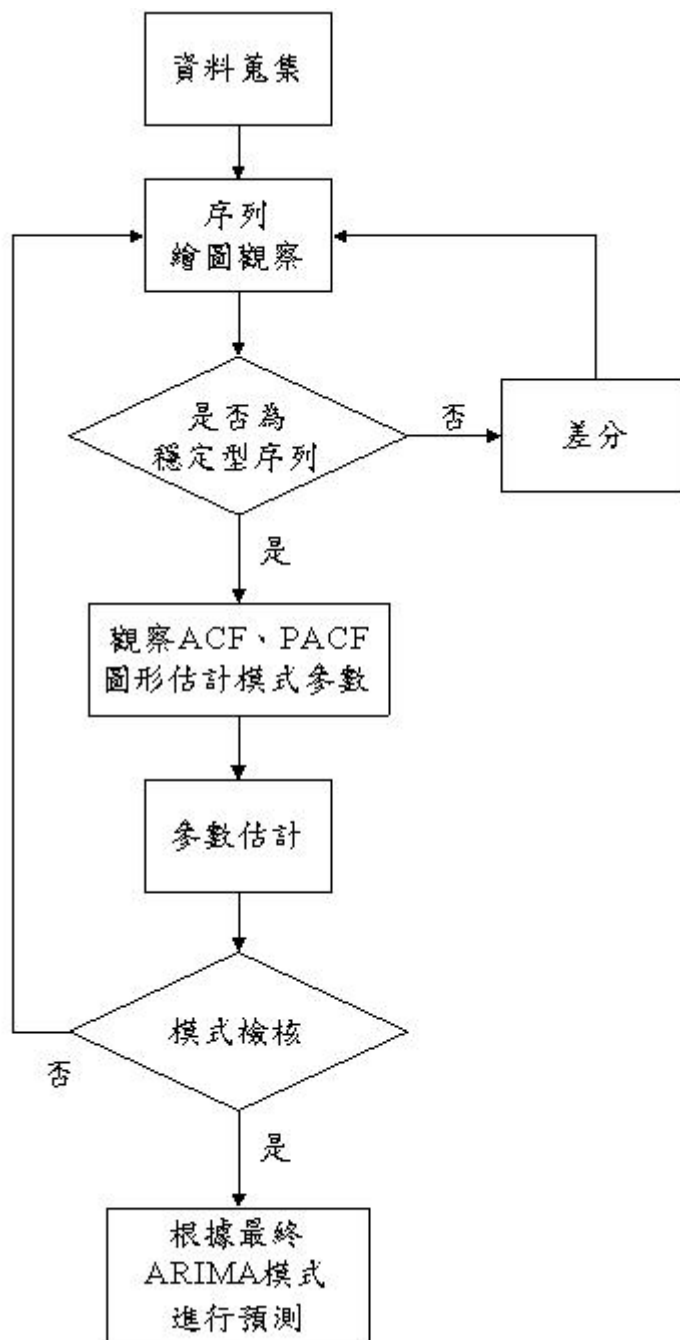 資料蒐集
序列
繪圖觀察
是否為
穩定型序列
否
差分
是
觀察ACF、PACF
圖形估計模式參數
參數估計
模式檢核
否
是
根據最終
ARIMA模式
進行預測